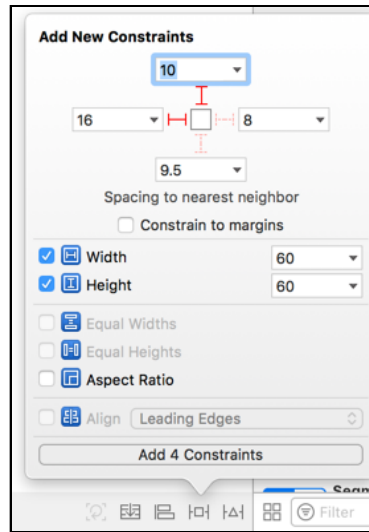 Add New Constraints
10
16 8
9.5
Spacing to nearest neighbor
Constrain to margins
Width 60
Height 60
Equal Widths
Equal Heights
Aspect Ratio
Align Leading Edges
Add 4 Constraints
Filter